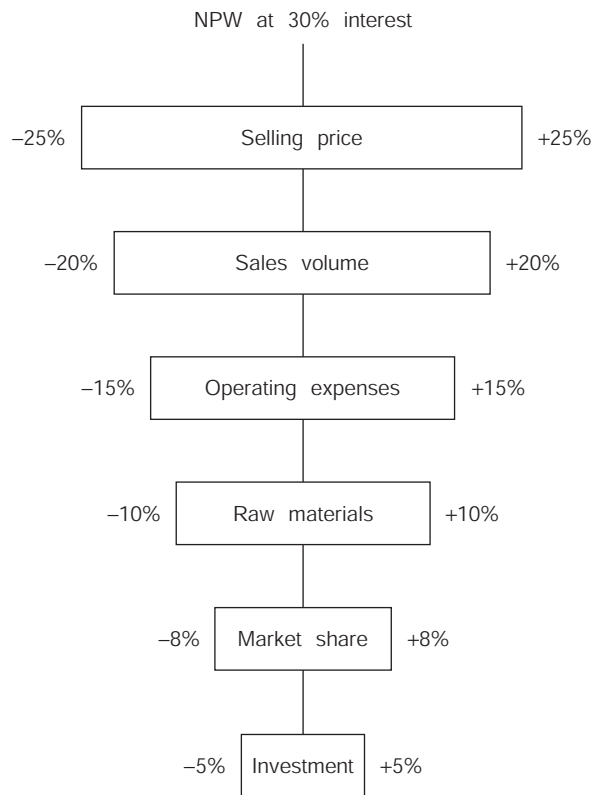 NPW at 30% interest
–25% Selling price +25%
–20% Sales volume +20%
–15% Operating expenses +15%
–10% Raw materials +10%
–8% Market share +8%
–5% Investment +5%